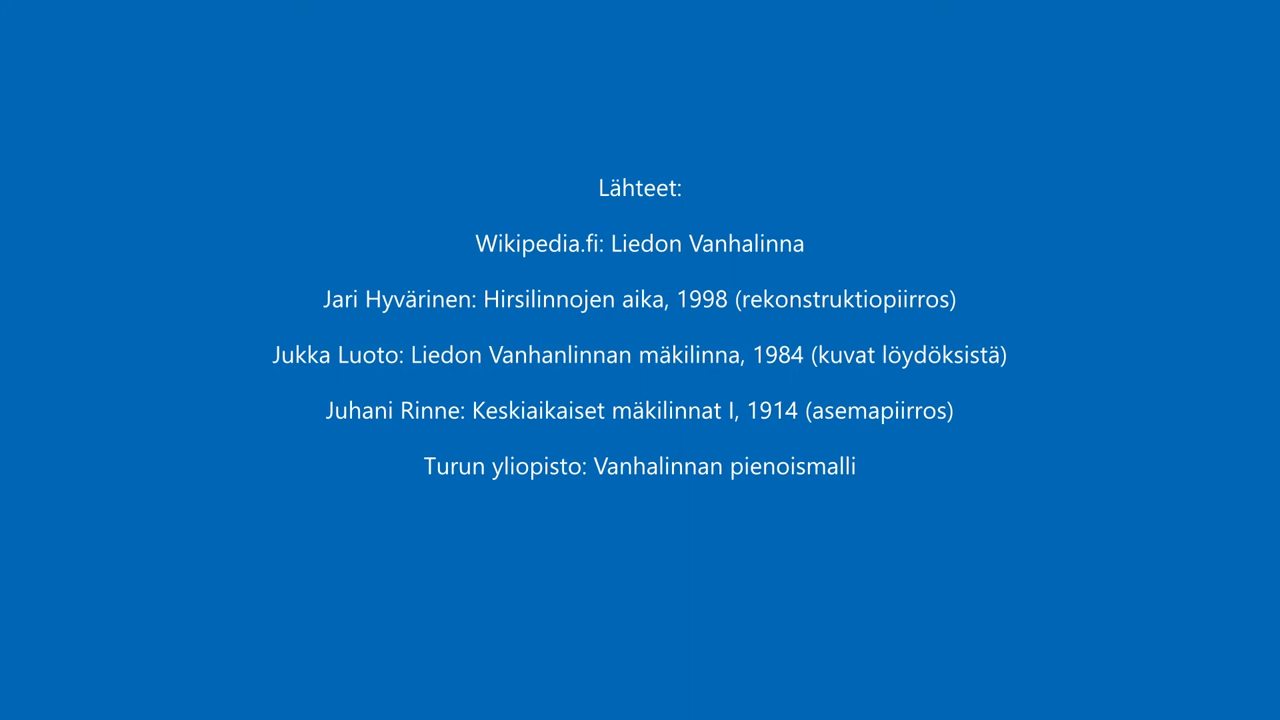 Lähteet:
Wikipedia.fi: Liedon Vanhalinna
Jari Hyvärinen: Hirsilinnojen aika, 1998 (rekonstruktiopiirros)
Jukka Luoto: Liedon Vanhanlinnan mäkilinna, 1984 (kuvat löydöksistä)
Juhani Rinne: Keskiaikaiset mäkilinnat I, 1914 (asemapiirros)
Turun yliopisto: Vanhalinnan pienoismalli